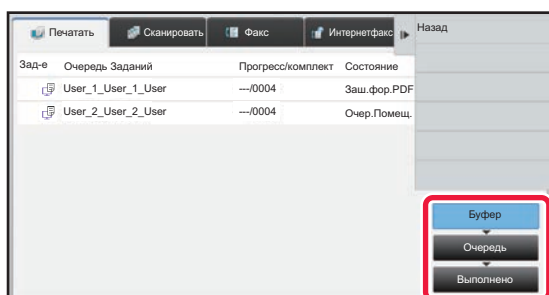 Печатать Сканировать Факс Интернетфакс Назад
Зад-е Очередь Заданий Прогресс/комплект Состояние
User_1_User_1_User ---/0004 Заш.фор.PDF
User_2_User_2_User ---/0004 Очер.Помещ.
Буфер
Очередь
Выполнено